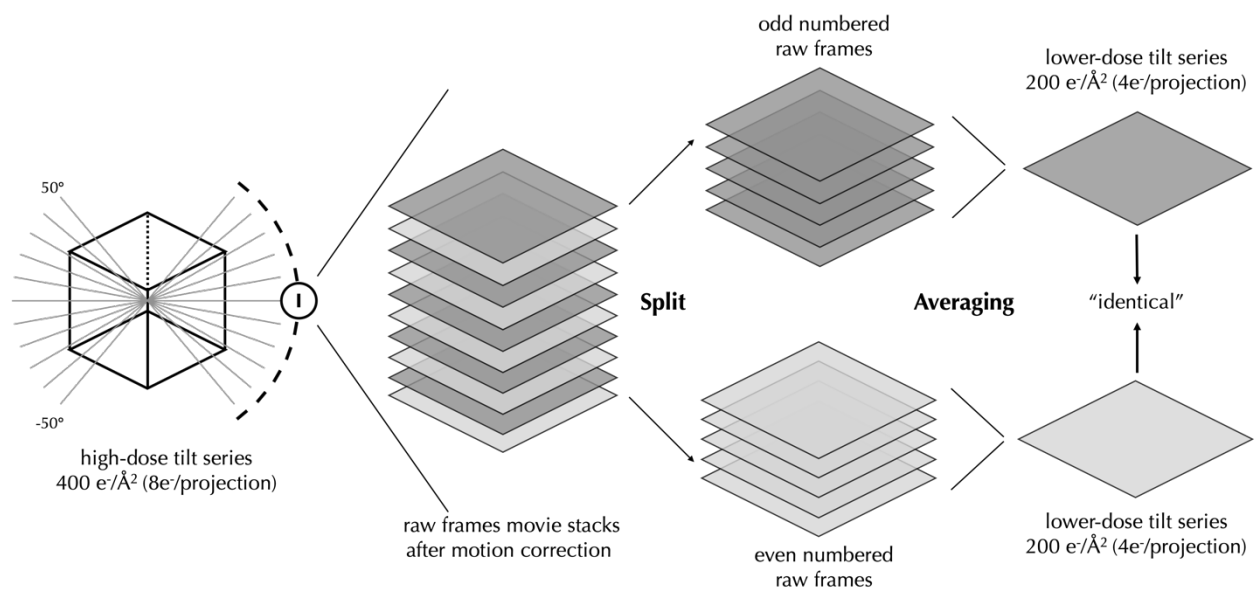 50°
-50°
high-dose tilt series
400 e⁻/Å² (8e⁻/projection)
I
raw frames movie stacks
after motion correction
Split
odd numbered
raw frames
even numbered
raw frames
Averaging
lower-dose tilt series
200 e⁻/Å² (4e⁻/projection)
“identical”
lower-dose tilt series
200 e⁻/Å² (4e⁻/projection)